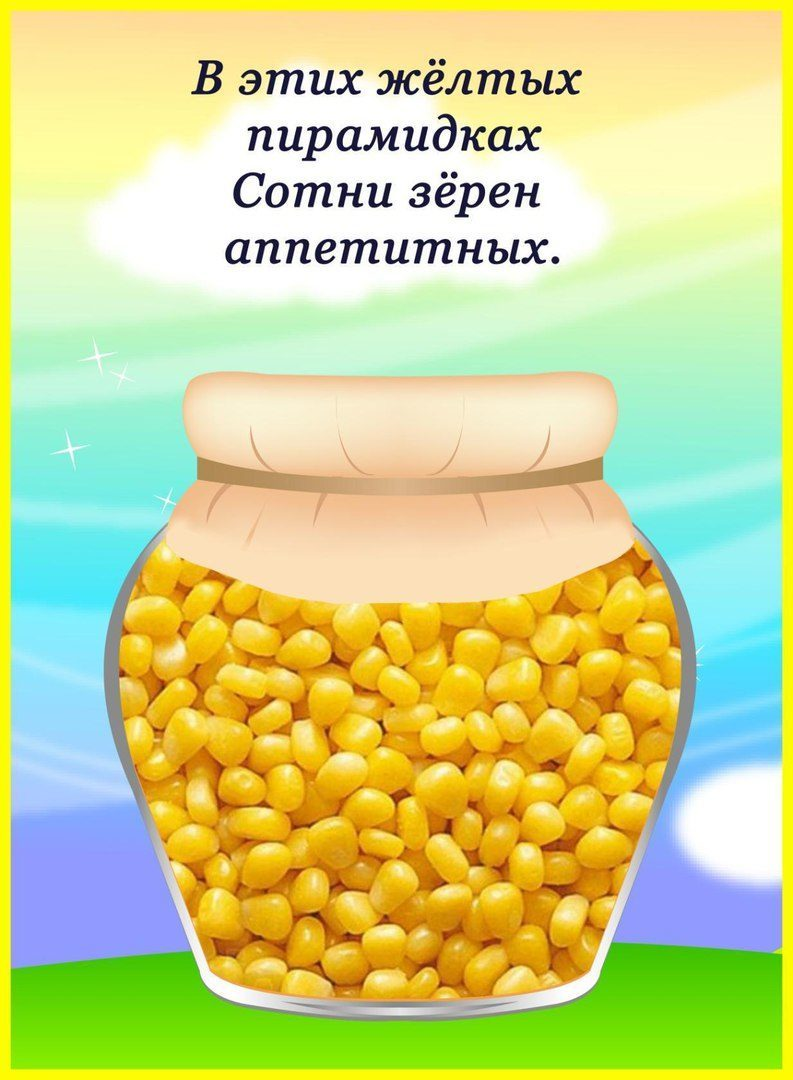 В этих жёлтых
пирамидках
Сотни зёрен
аппетитных.